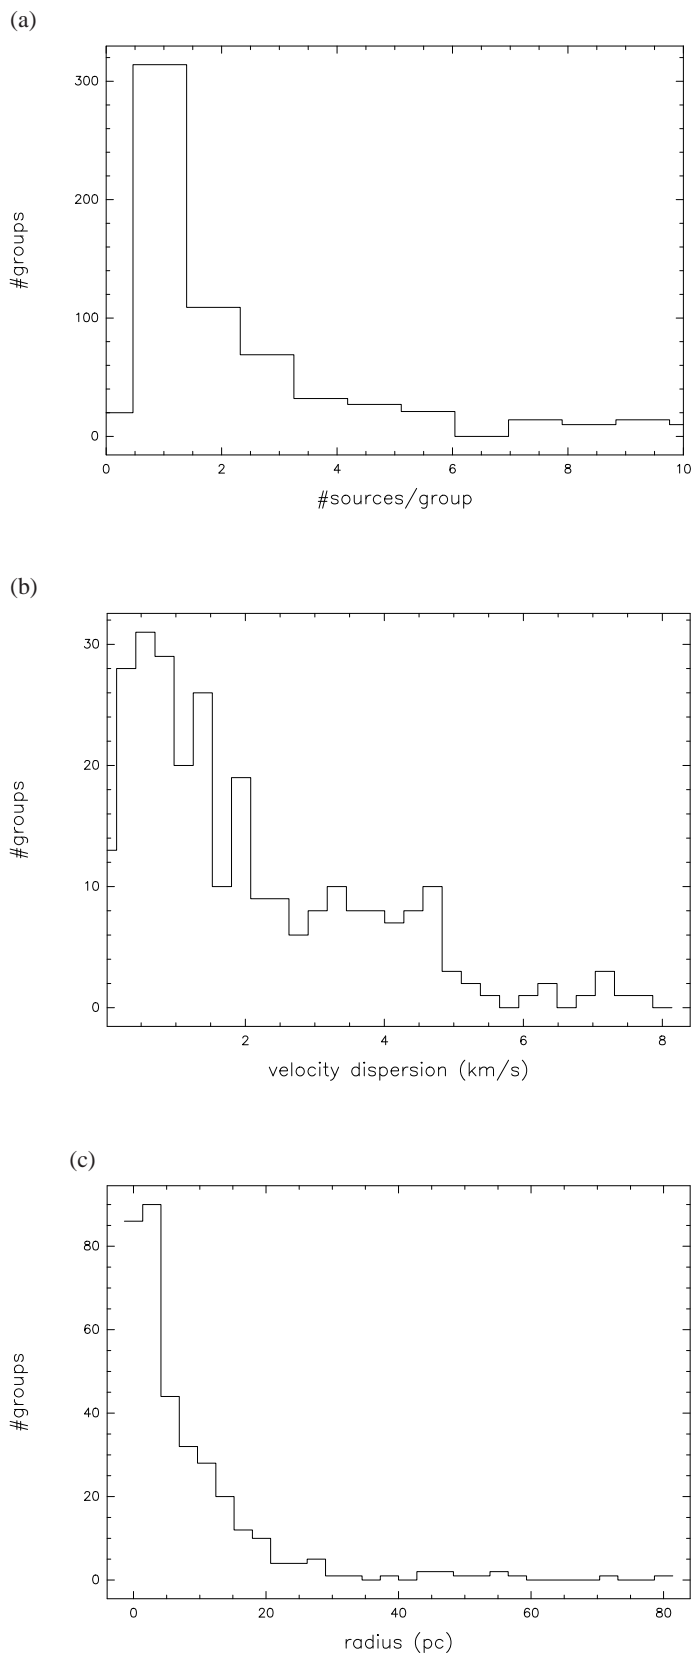 (a)
300
200
100
0
#groups
0 2 4 6 8 10
#sources/group
(b)
30
20
10
0
#groups
2 4 6 8
velocity dispersion (km/s)
(c)
80
60
40
20
0
#groups
0 20 40 60 80
radius (pc)